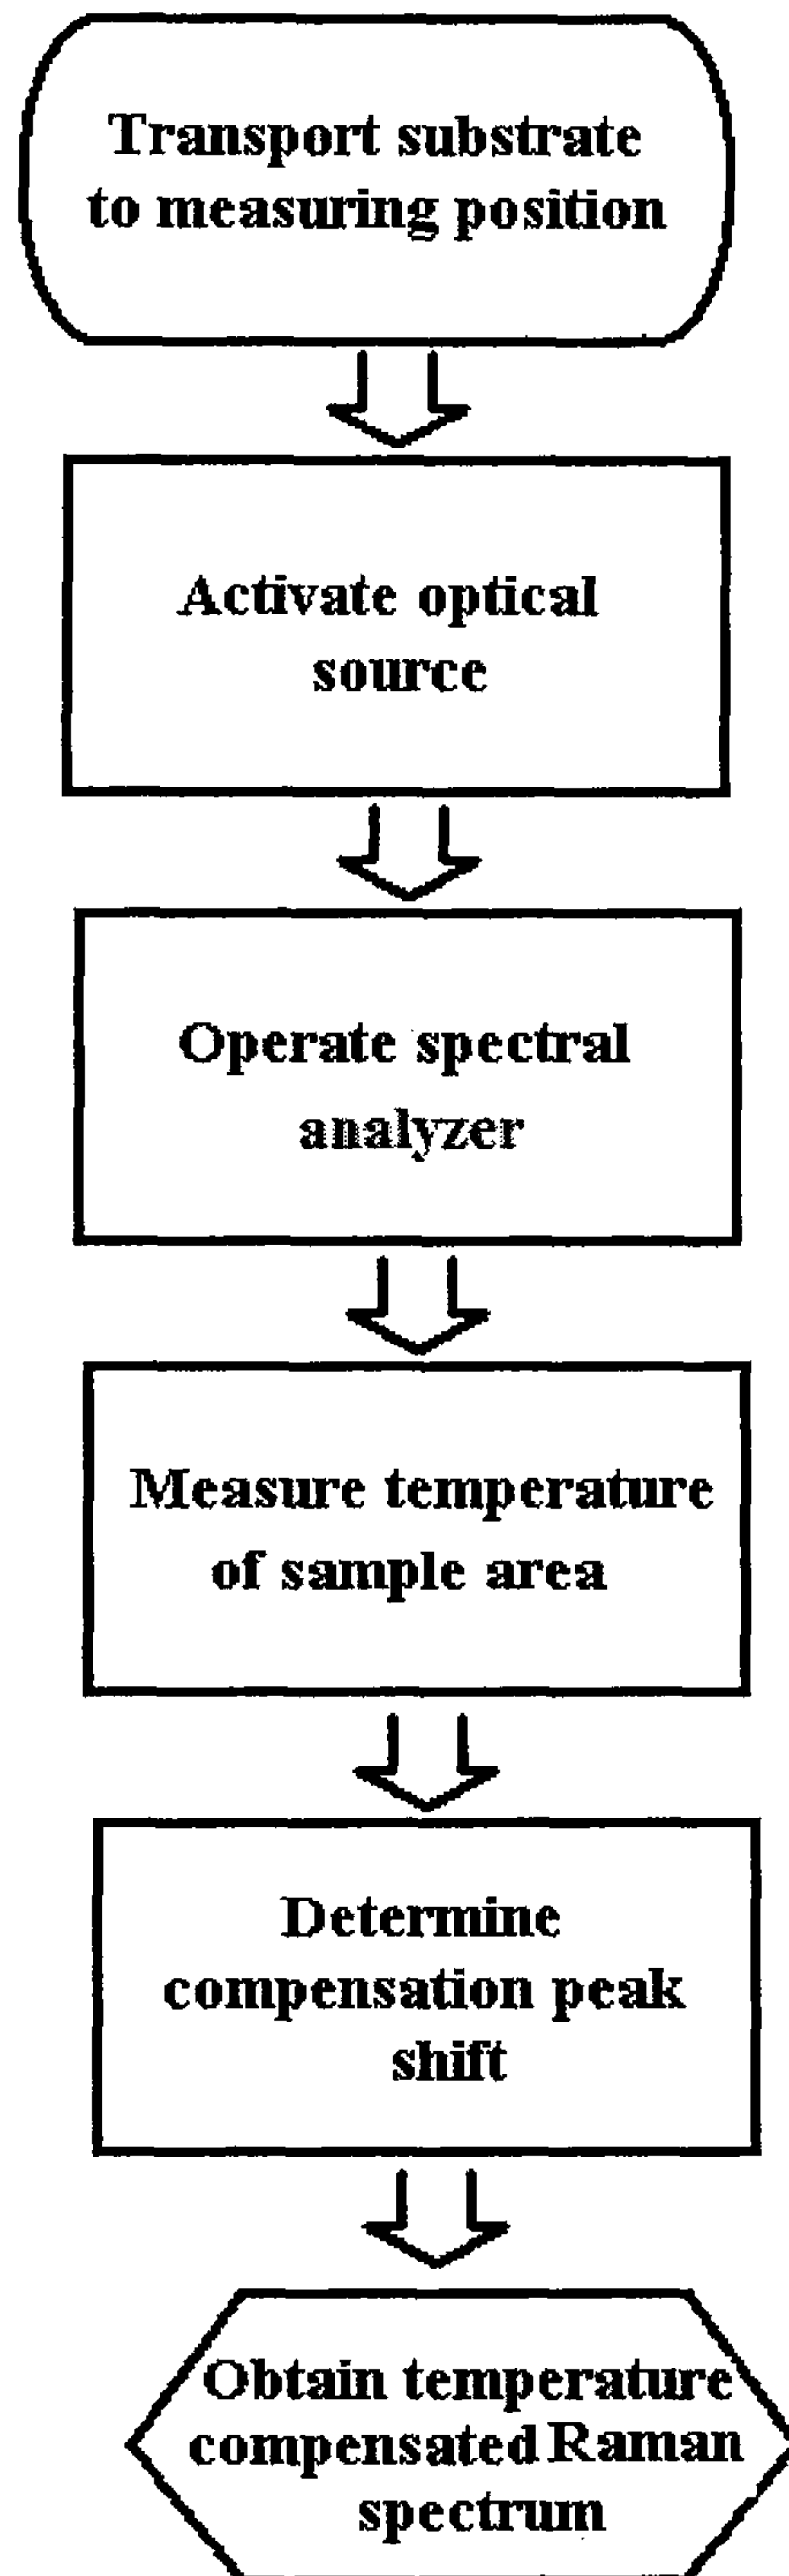 Transport substrate
to measuring position
Activate optical
source
Operate spectral
analyzer
Measure temperature
of sample area
Determine
compensation peak
shift
Obtain temperature
compensated Raman
spectrum